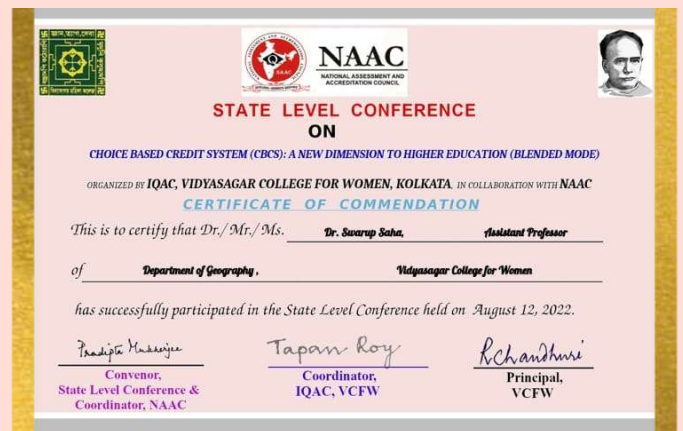 NAAC
NATIONAL ASSESSMENT AND
ACCREDITATION COUNCIL
STATE LEVEL CONFERENCE
ON
CHOICE BASED CREDIT SYSTEM (CBCS): A NEW DIMENSION TO HIGHER EDUCATION (BLENDED MODE)
ORGANIZED BY IQAC, VIDYASAGAR COLLEGE FOR WOMEN, KOLKATA, IN COLLABORATION WITH NAAC
CERTIFICATE OF COMMENDATION
This is to certify that Dr./ Mr./ Ms. Dr. Swarup Saha, Assistant Professor
of Department of Geography , Vidyasagar College for Women
has successfully participated in the State Level Conference held on August 12, 2022.
Pradipta Mukherjee Tapan Roy RChaudhuri
Convenor, Coordinator, Principal,
State Level Conference & IQAC, VCFW VCFW
Coordinator, NAAC